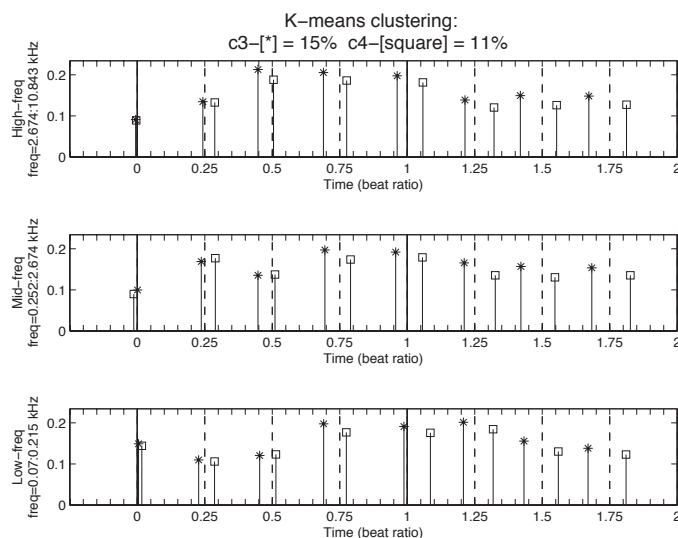 K−means clustering:
c3−[*] = 15%  c4−[square] = 11%
High−freq
freq=2.674:10.843 kHz
0.2
0.1
0
0 0.25 0.5 0.75 1 1.25 1.5 1.75 2
Time (beat ratio)
Mid−freq
freq=0.252:2.674 kHz
0.2
0.1
0
0 0.25 0.5 0.75 1 1.25 1.5 1.75 2
Time (beat ratio)
Low−freq
freq=0.07:0.215 kHz
0.2
0.1
0
0 0.25 0.5 0.75 1 1.25 1.5 1.75 2
Time (beat ratio)